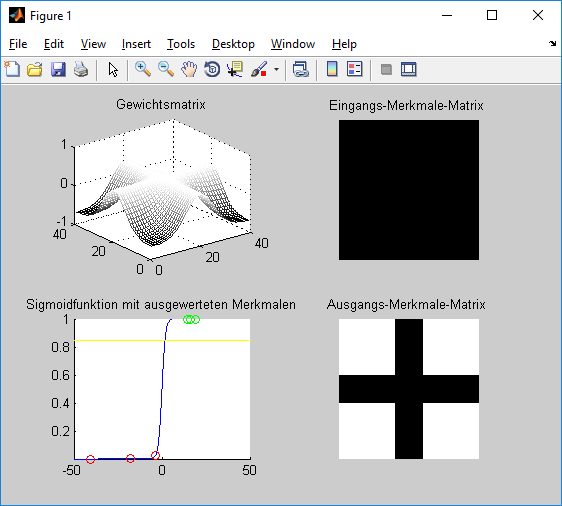 Figure 1
File Edit View Insert Tools Desktop Window Help
Gewichtsmatrix
1
0
-1
40
20
0
0
20
40
Eingangs-Merkmale-Matrix
Sigmoidfunktion mit ausgewerteten Merkmalen
1
0.8
0.6
0.4
0.2
-50
0
50
Ausgangs-Merkmale-Matrix